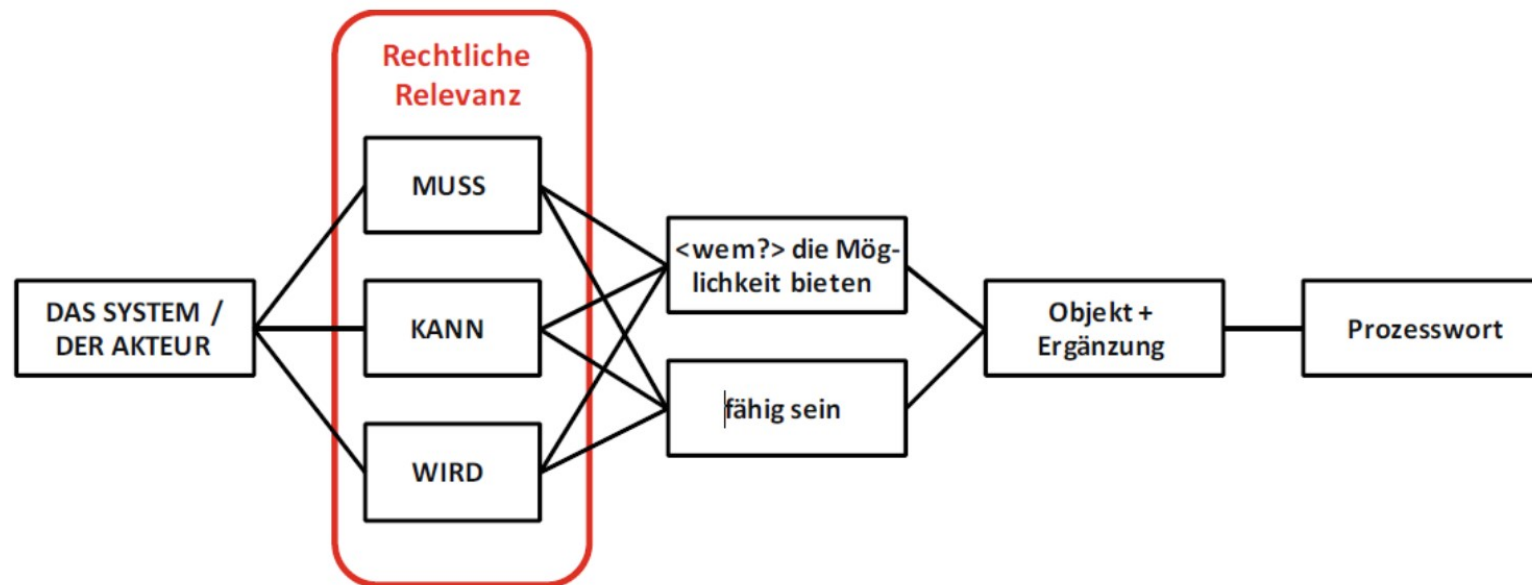 Rechtliche
Relevanz
MUSS
<wem?> die Mög-
lichkeit bieten
DAS SYSTEM /
DER AKTEUR
KANN
Objekt +
Ergänzung
Prozesswort
fähig sein
WIRD